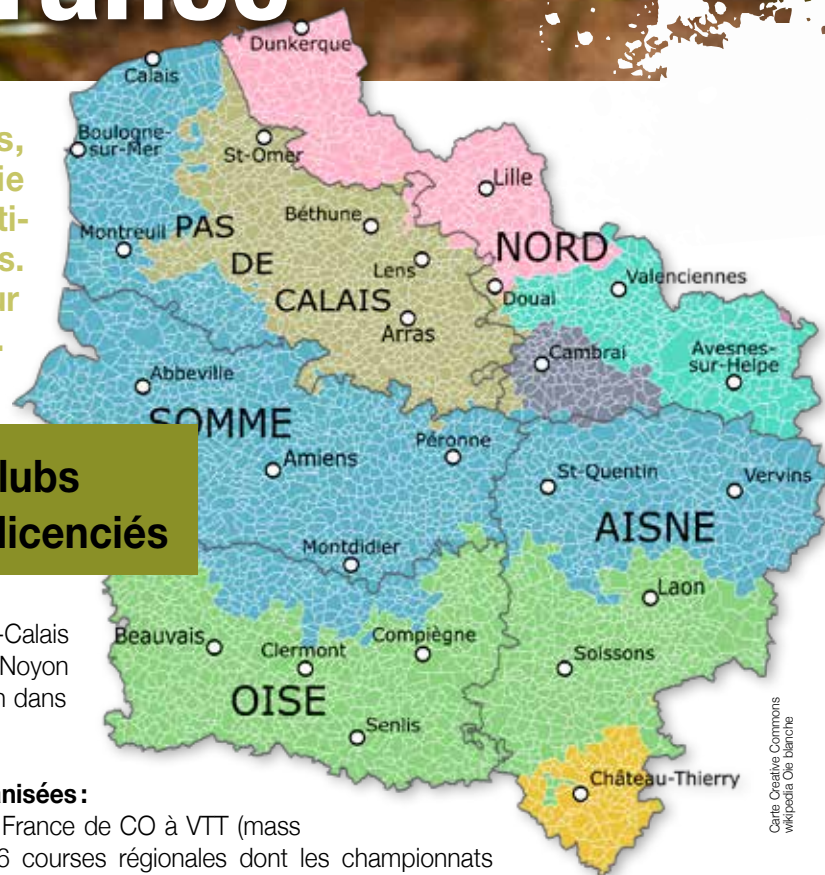 rance
Dunkerque
Calais
s,
Boulogne-
sur-Mer
St-Omer
ie
Lille
ti-
Béthune
Montreuil
PAS
NORD
s.
DE
Lens
Valenciennes
ur
CALAIS
Douai
Arras
.
Cambrai
Avesnes-
sur-Helpe
Abbeville
SOMME
Péronne
lubs
Amiens
St-Quentin
Vervins
licenciés
AISNE
Montdidier
Laon
-Calais
Beauvais
Clermont
Compiègne
Noyon
Soissons
n dans
OISE
Senlis
Château-Thierry
Carte Creative Commons
wikipedia Oie blanche
nisées :
France de CO à VTT (mass
6 courses régionales dont les championnats